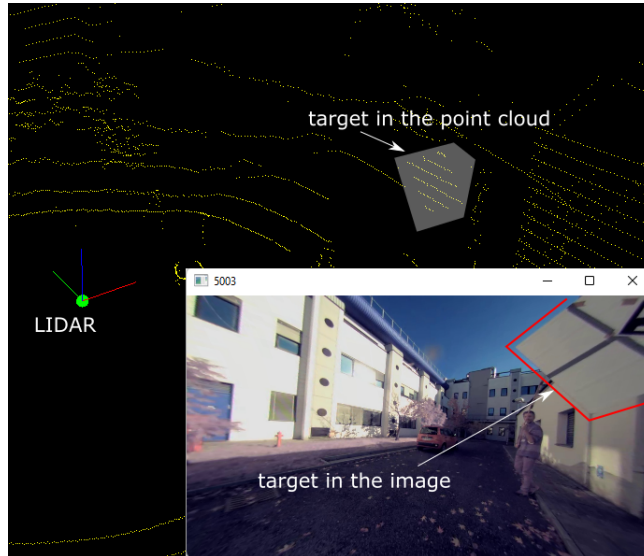 target in the point cloud
LIDAR
5003
target in the image